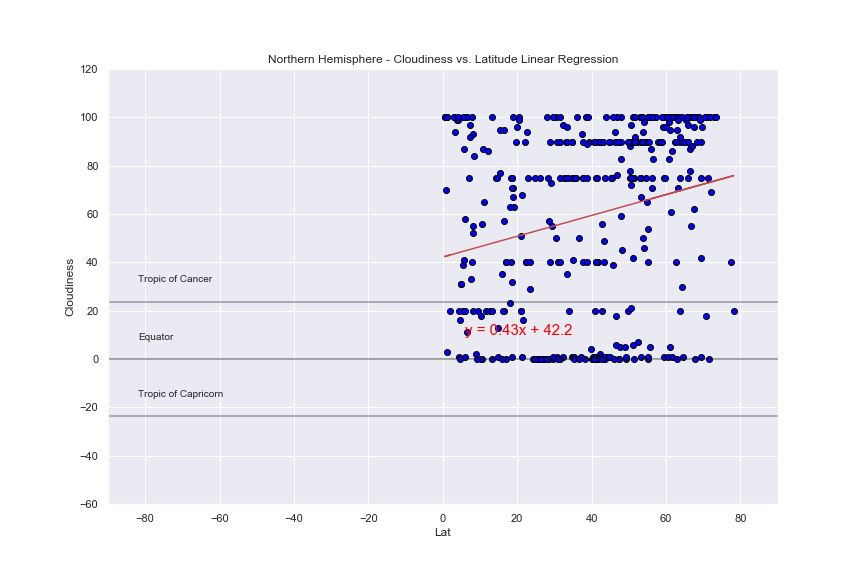 Northern Hemisphere - Cloudiness vs. Latitude Linear Regression
120
100
80
60
40
20
0
−20
−40
−60
Cloudiness
Tropic of Cancer
Equator
Tropic of Capricorn
y = 0.43x + 42.2
−80 −60 −40 −20 0 20 40 60 80
Lat